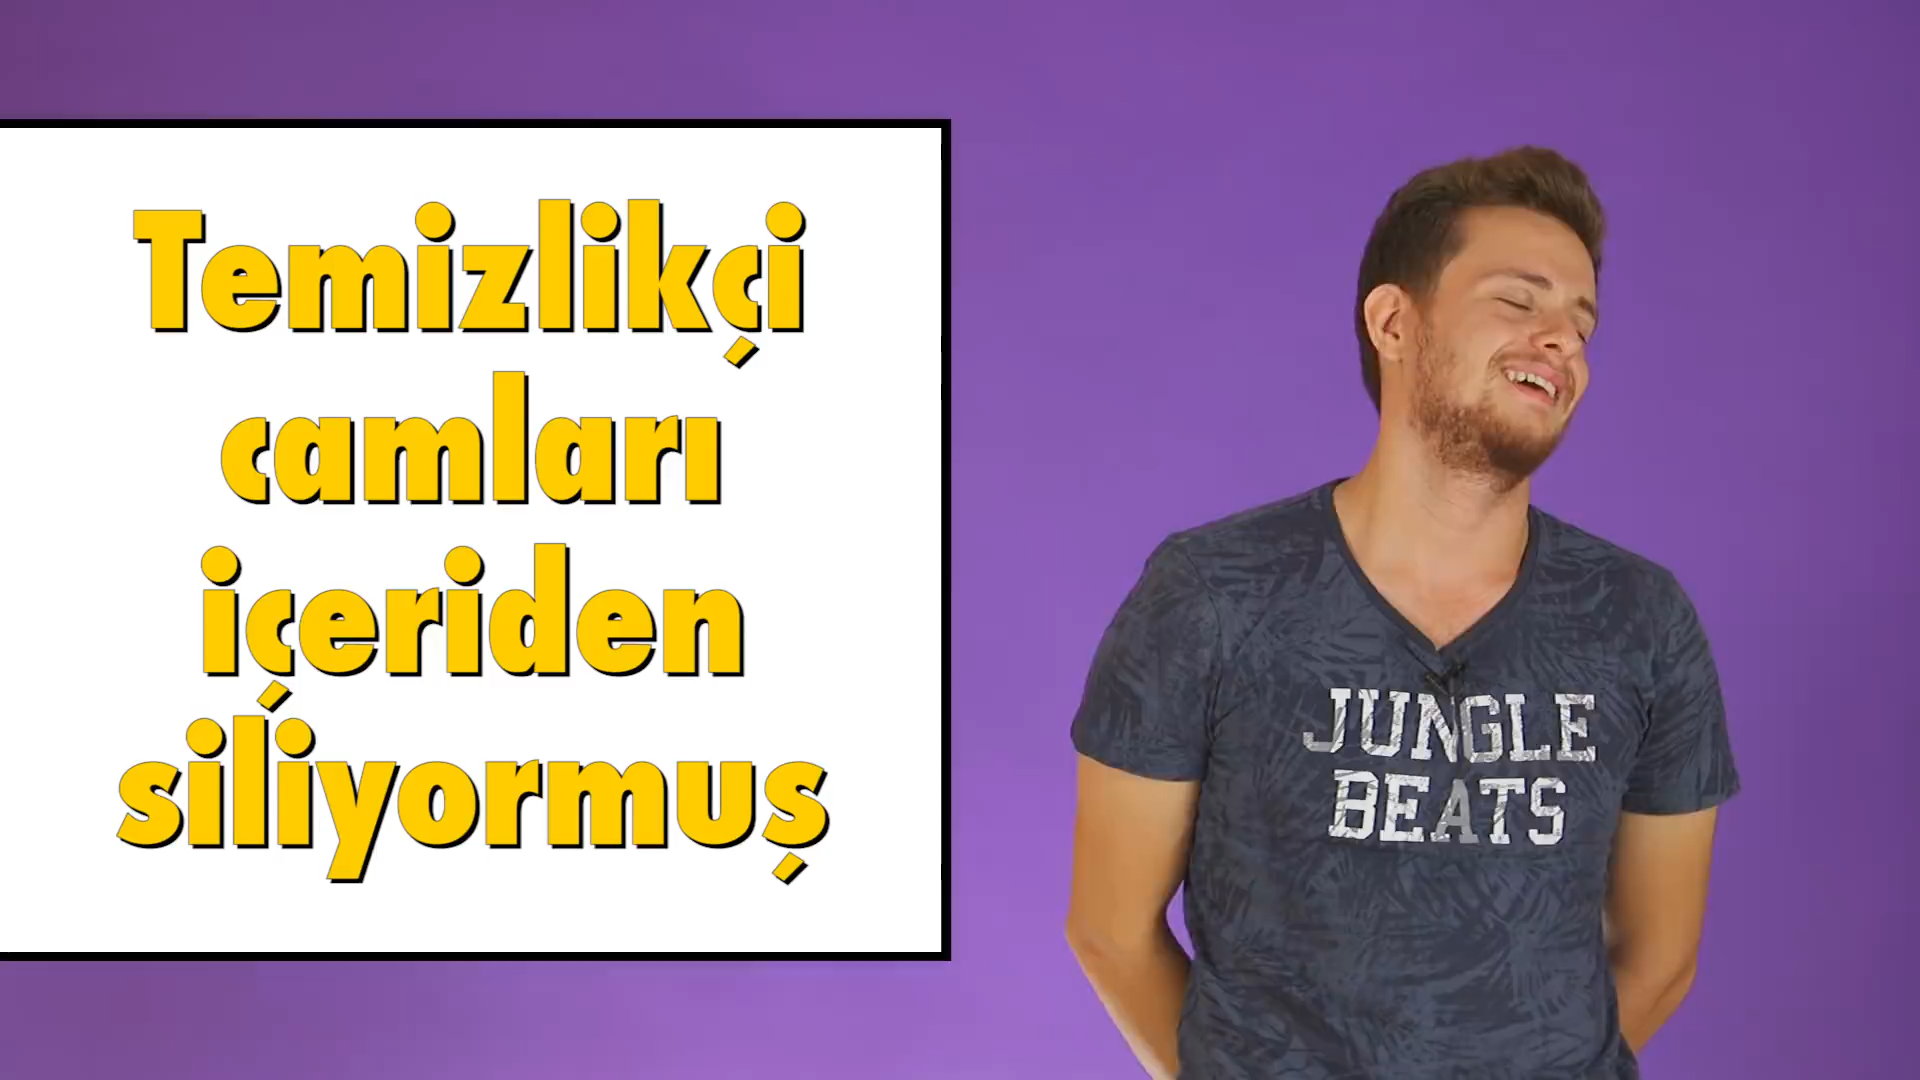 Temizlikçi
camları
içeriden
siliyormuş
JUNGLE
BEATS